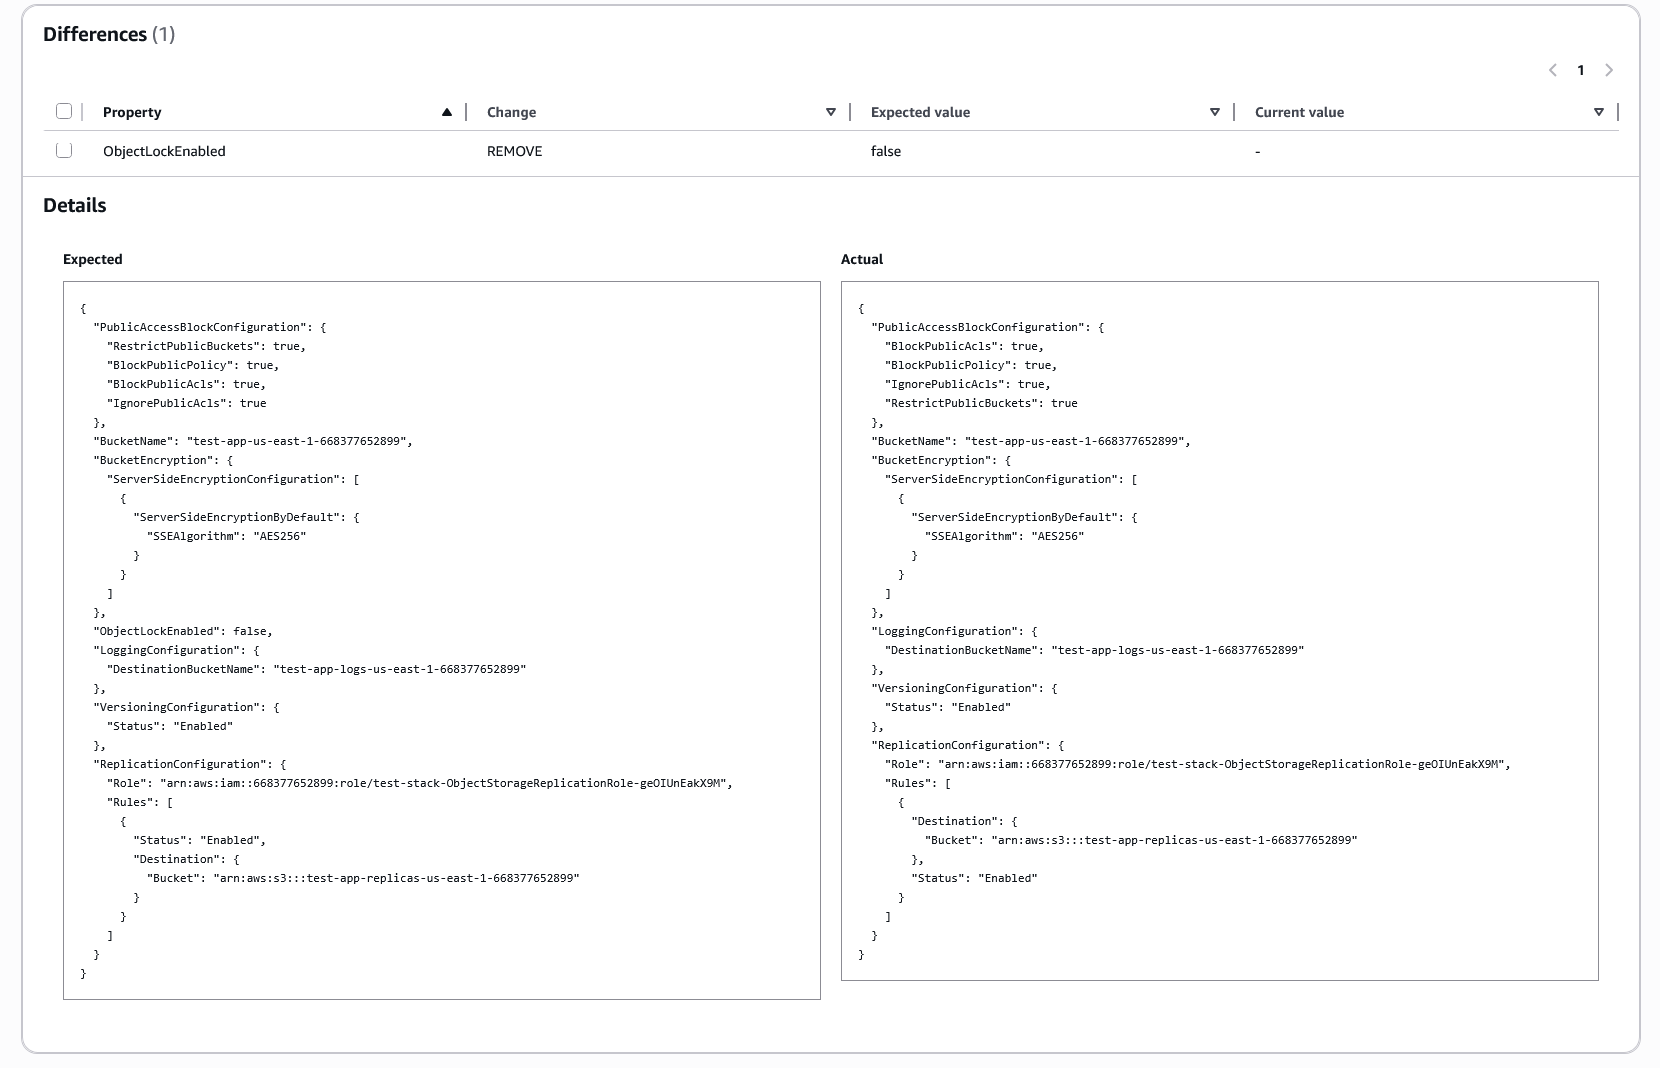 Differences (1)
1
Property Change Expected value Current value
ObjectLockEnabled REMOVE false -
Details
Expected
{
  "PublicAccessBlockConfiguration": {
    "RestrictPublicBuckets": true,
    "BlockPublicPolicy": true,
    "BlockPublicAcls": true,
    "IgnorePublicAcls": true
  },
  "BucketName": "test-app-us-east-1-668377652899",
  "BucketEncryption": {
    "ServerSideEncryptionConfiguration": [
      {
        "ServerSideEncryptionByDefault": {
          "SSEAlgorithm": "AES256"
        }
      }
    ]
  },
  "ObjectLockEnabled": false,
  "LoggingConfiguration": {
    "DestinationBucketName": "test-app-logs-us-east-1-668377652899"
  },
  "VersioningConfiguration": {
    "Status": "Enabled"
  },
  "ReplicationConfiguration": {
    "Role": "arn:aws:iam::668377652899:role/test-stack-ObjectStorageReplicationRole-geOIUnEakX9M",
    "Rules": [
      {
        "Status": "Enabled",
        "Destination": {
          "Bucket": "arn:aws:s3:::test-app-replicas-us-east-1-668377652899"
        }
      }
    ]
  }
}
Actual
{
  "PublicAccessBlockConfiguration": {
    "BlockPublicAcls": true,
    "BlockPublicPolicy": true,
    "IgnorePublicAcls": true,
    "RestrictPublicBuckets": true
  },
  "BucketName": "test-app-us-east-1-668377652899",
  "BucketEncryption": {
    "ServerSideEncryptionConfiguration": [
      {
        "ServerSideEncryptionByDefault": {
          "SSEAlgorithm": "AES256"
        }
      }
    ]
  },
  "LoggingConfiguration": {
    "DestinationBucketName": "test-app-logs-us-east-1-668377652899"
  },
  "VersioningConfiguration": {
    "Status": "Enabled"
  },
  "ReplicationConfiguration": {
    "Role": "arn:aws:iam::668377652899:role/test-stack-ObjectStorageReplicationRole-geOIUnEakX9M",
    "Rules": [
      {
        "Destination": {
          "Bucket": "arn:aws:s3:::test-app-replicas-us-east-1-668377652899"
        },
        "Status": "Enabled"
      }
    ]
  }
}